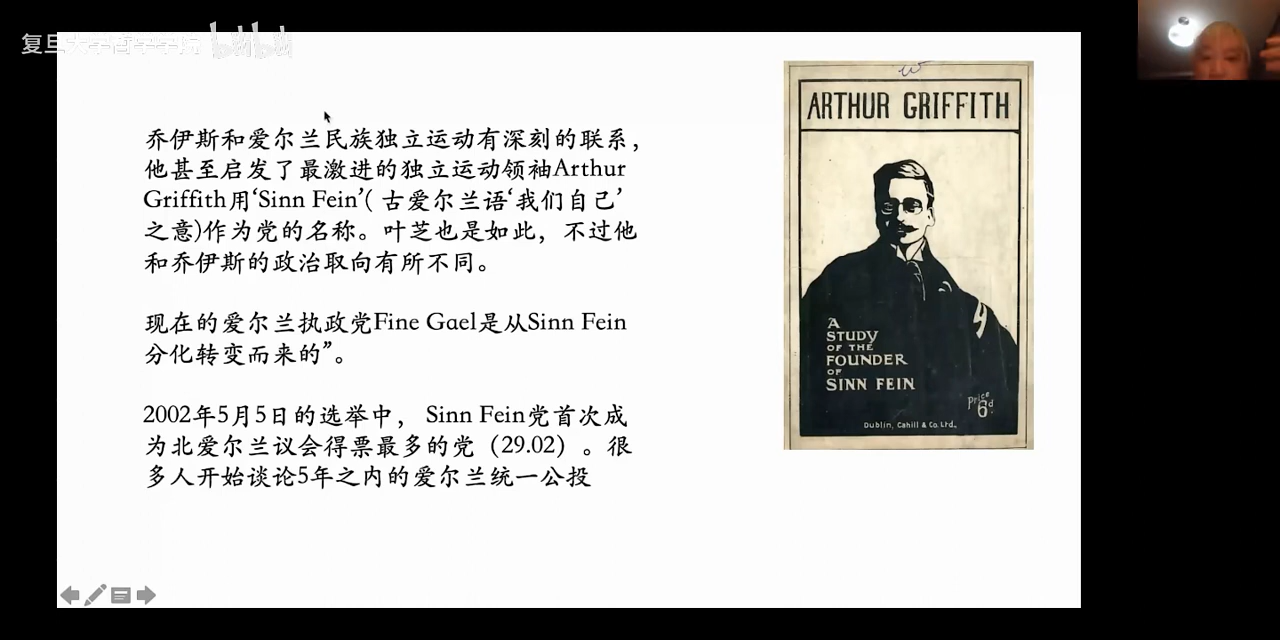 复旦大学哲学学院 bilibili
乔伊斯和爱尔兰民族独立运动有深刻的联系,
他甚至启发了最激进的独立运动领袖Arthur
Griffith用‘Sinn Fein’( 古爱尔兰语‘我们自己’
之意)作为党的名称。叶芝也是如此，不过他
和乔伊斯的政治取向有所不同。
现在的爱尔兰执政党Fine Gael是从Sinn Fein
分化转变而来的”。
2002年5月5日的选举中， Sinn Fein党首次成
为北爱尔兰议会得票最多的党（29.02）。很
多人开始谈论5年之内的爱尔兰统一公投
ARTHUR GRIFFITH
A
STUDY
OF THE
FOUNDER
OF
SINN FEIN
Price
6d.
Dublin, Cahill & Co. Ltd.